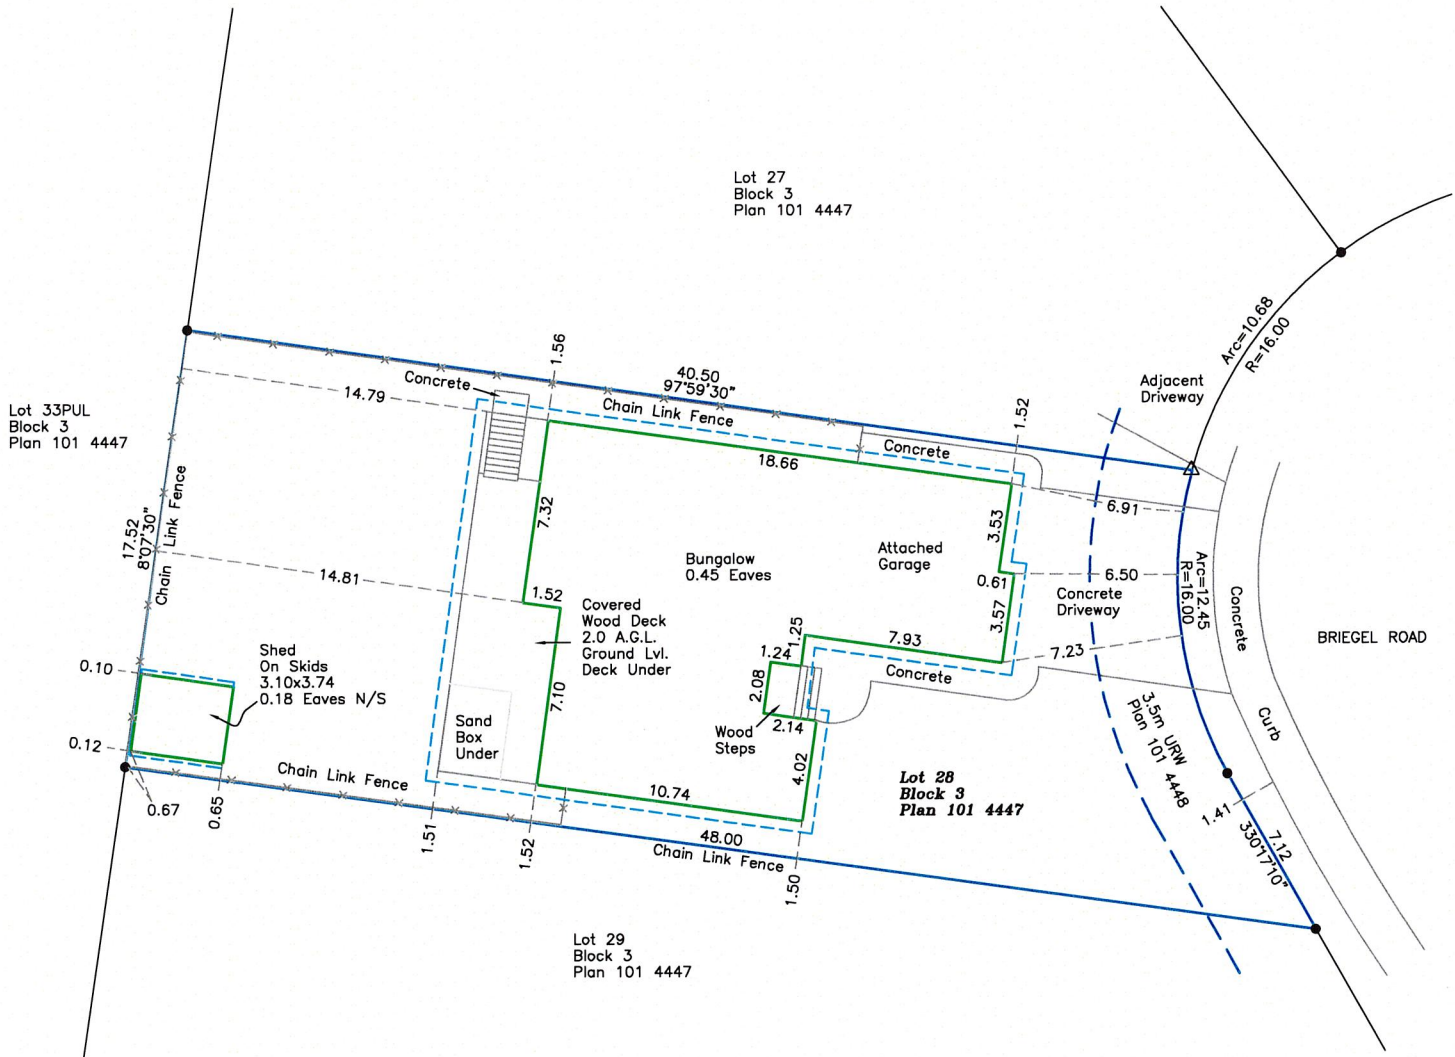 Lot 27
Block 3
Plan 101 4447
Arc=10.68
R=16.00
Adjacent
Driveway
1.56
40.50
97°59'30"
Chain Link Fence
Concrete
14.79
Lot 33PUL
Block 3
Plan 101 4447
1.52
Concrete
18.66
17.52
8°07'30"
Chain Link Fence
7.32
3.53
6.91
Bungalow
0.45 Eaves
Attached
Garage
14.81
1.52
0.61
6.50
Arc=12.45
R=16.00
Concrete
Driveway
Concrete
3.57
Covered
Wood Deck
2.0 A.G.L.
Ground Lvl.
Deck Under
1.25
7.93
7.23
BRIEGEL ROAD
Shed
On Skids
3.10x3.74
0.18 Eaves N/S
0.10
1.24
Concrete
2.08
7.10
2.14
Wood
Steps
Sand
Box
Under
3.5m URW
Plan 101 4448
Curb
0.12
Chain Link Fence
4.02
10.74
Lot 28
Block 3
Plan 101 4447
0.67
0.65
1.51
1.52
48.00
Chain Link Fence
1.50
1.41
7.12
330°17'10"
Lot 29
Block 3
Plan 101 4447